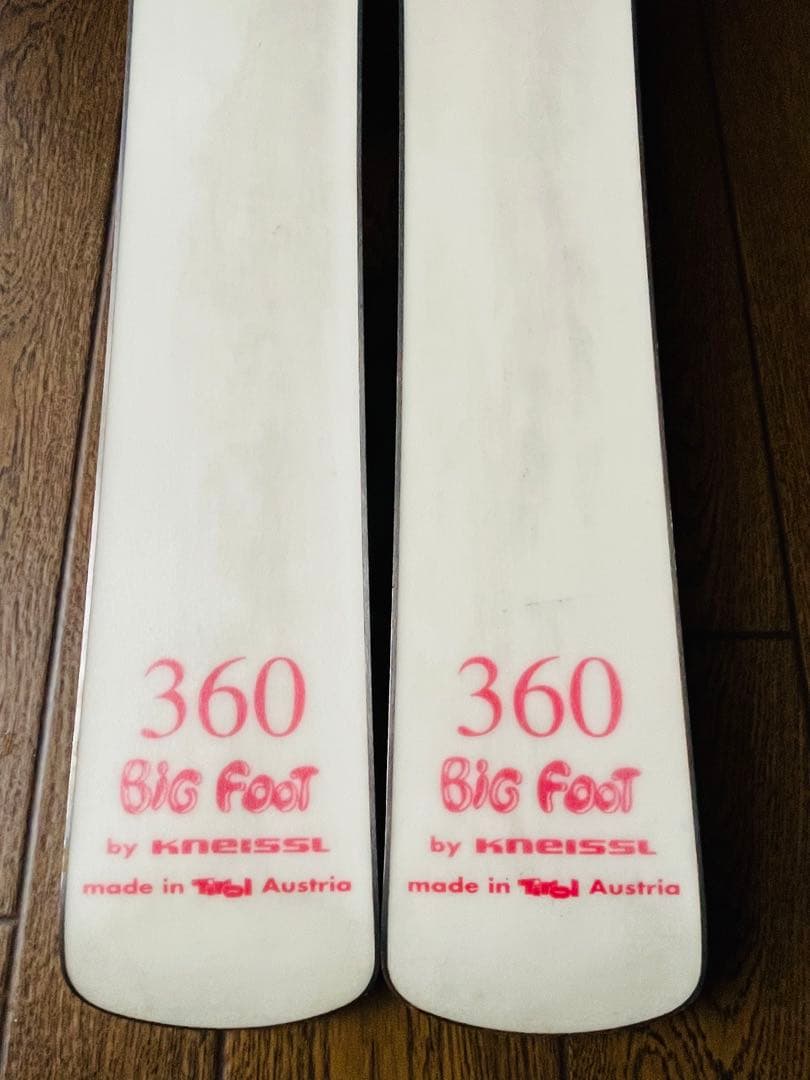 360
BiG FOOT
by KNEISSL
made in Tirol Austria
360
BiG FOOT
by KNEISSL
made in Tirol Austria